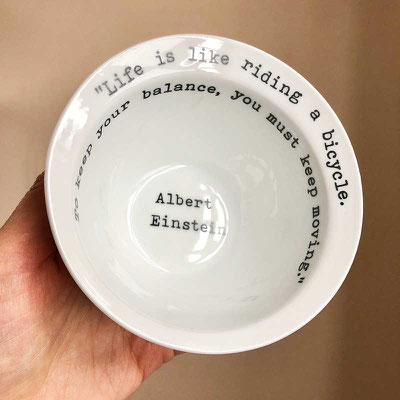 "Life is like riding a bicycle.
To keep your balance, you must keep moving."
Albert
Einstein